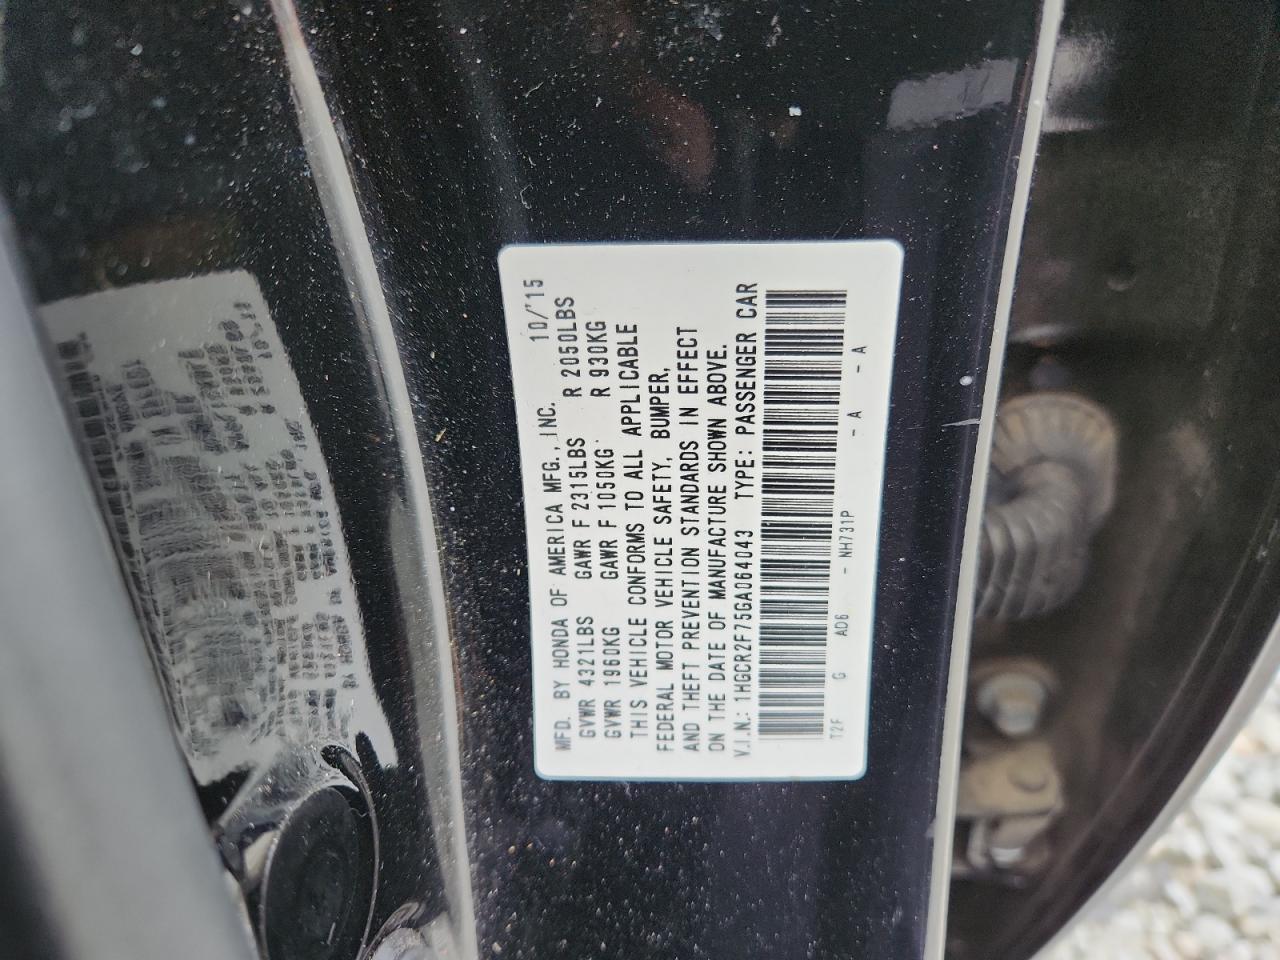 MFD. BY HONDA OF AMERICA MFG., INC. 10/'15
GVWR 4321LBS GAWR F 2315LBS R 2050LBS
GVWR 1960KG GAWR F 1050KG R 930KG
THIS VEHICLE CONFORMS TO ALL APPLICABLE
FEDERAL MOTOR VEHICLE SAFETY, BUMPER,
AND THEFT PREVENTION STANDARDS IN EFFECT
ON THE DATE OF MANUFACTURE SHOWN ABOVE.
V.I.N.: 1HGCR2F75GA064043 TYPE: PASSENGER CAR
T2F G AD6 - NH731P - A - A